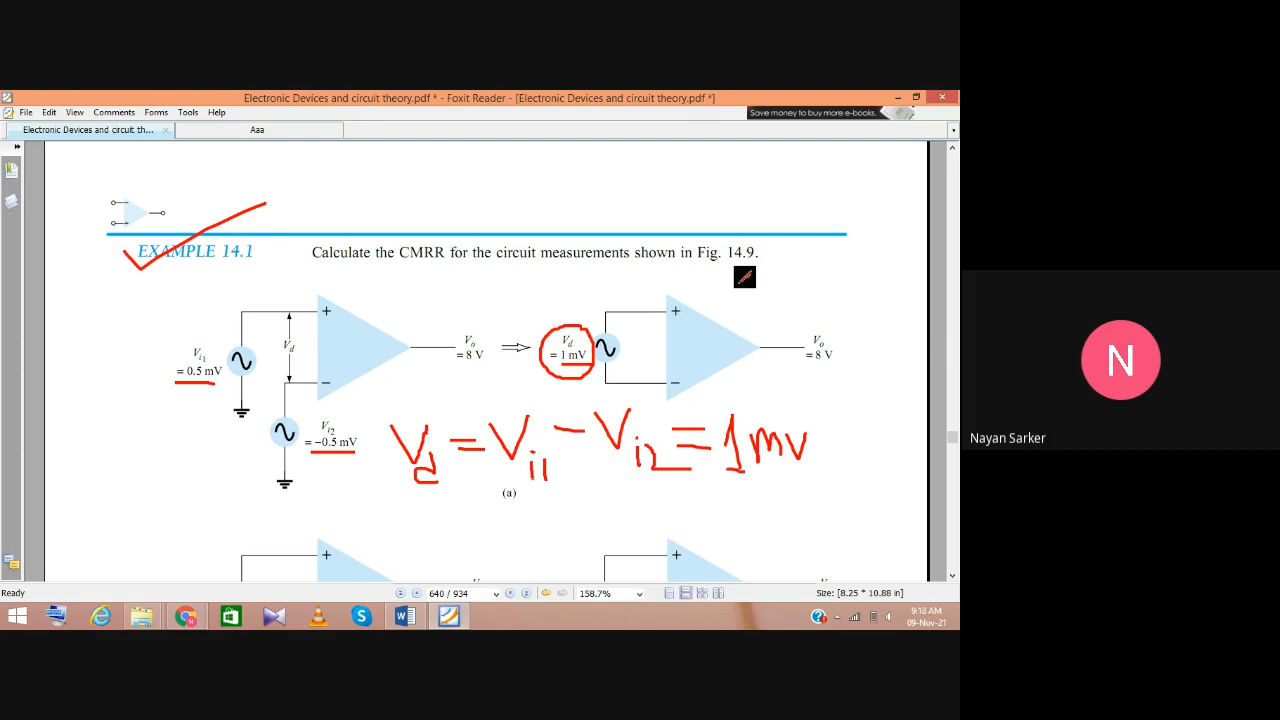 Electronic Devices and circuit theory.pdf * - Foxit Reader - [Electronic Devices and circuit theory.pdf *]
File Edit View Comments Forms Tools Help
Save money to buy more e-books.
Electronic Devices and circuit th...
Aaa
EXAMPLE 14.1 Calculate the CMRR for the circuit measurements shown in Fig. 14.9.
+
Vd
−
Vi1
= 0.5 mV
Vi2
= −0.5 mV
Vo
= 8 V
Vd
= 1 mV
+
−
Vo
= 8 V
Vd = Vi1 − Vi2 = 1mv
(a)
+
+
Ready
640 / 934
158.7%
Size: [8.25 * 10.88 in]
9:18 AM
09-Nov-21
N
Nayan Sarker